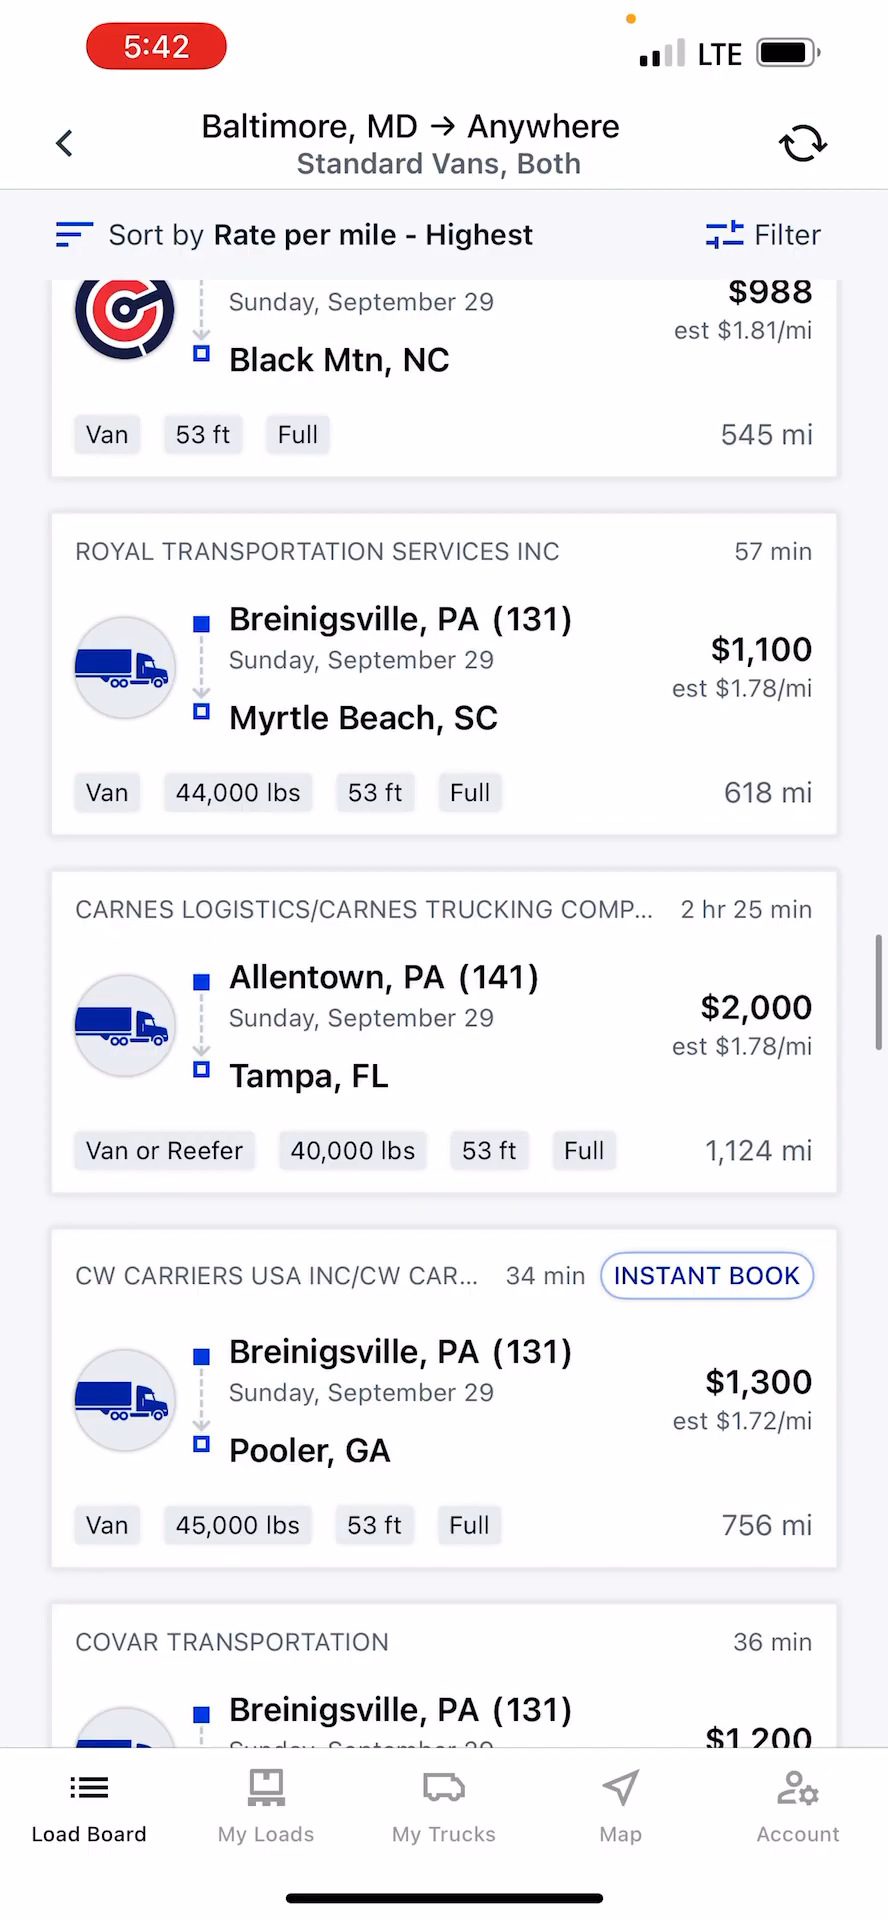 5:42
LTE
Baltimore, MD → Anywhere
Standard Vans, Both
Sort by Rate per mile - Highest
Filter
$988
Sunday, September 29
est $1.81/mi
Black Mtn, NC
Van 53 ft Full 545 mi
ROYAL TRANSPORTATION SERVICES INC 57 min
Breinigsville, PA (131)
$1,100
Sunday, September 29
est $1.78/mi
Myrtle Beach, SC
Van 44,000 lbs 53 ft Full 618 mi
CARNES LOGISTICS/CARNES TRUCKING COMP... 2 hr 25 min
Allentown, PA (141)
$2,000
Sunday, September 29
est $1.78/mi
Tampa, FL
Van or Reefer 40,000 lbs 53 ft Full 1,124 mi
CW CARRIERS USA INC/CW CAR... 34 min INSTANT BOOK
Breinigsville, PA (131)
$1,300
Sunday, September 29
est $1.72/mi
Pooler, GA
Van 45,000 lbs 53 ft Full 756 mi
COVAR TRANSPORTATION 36 min
Breinigsville, PA (131)
$1,200
Sunday, September 29
Load Board My Loads My Trucks Map Account